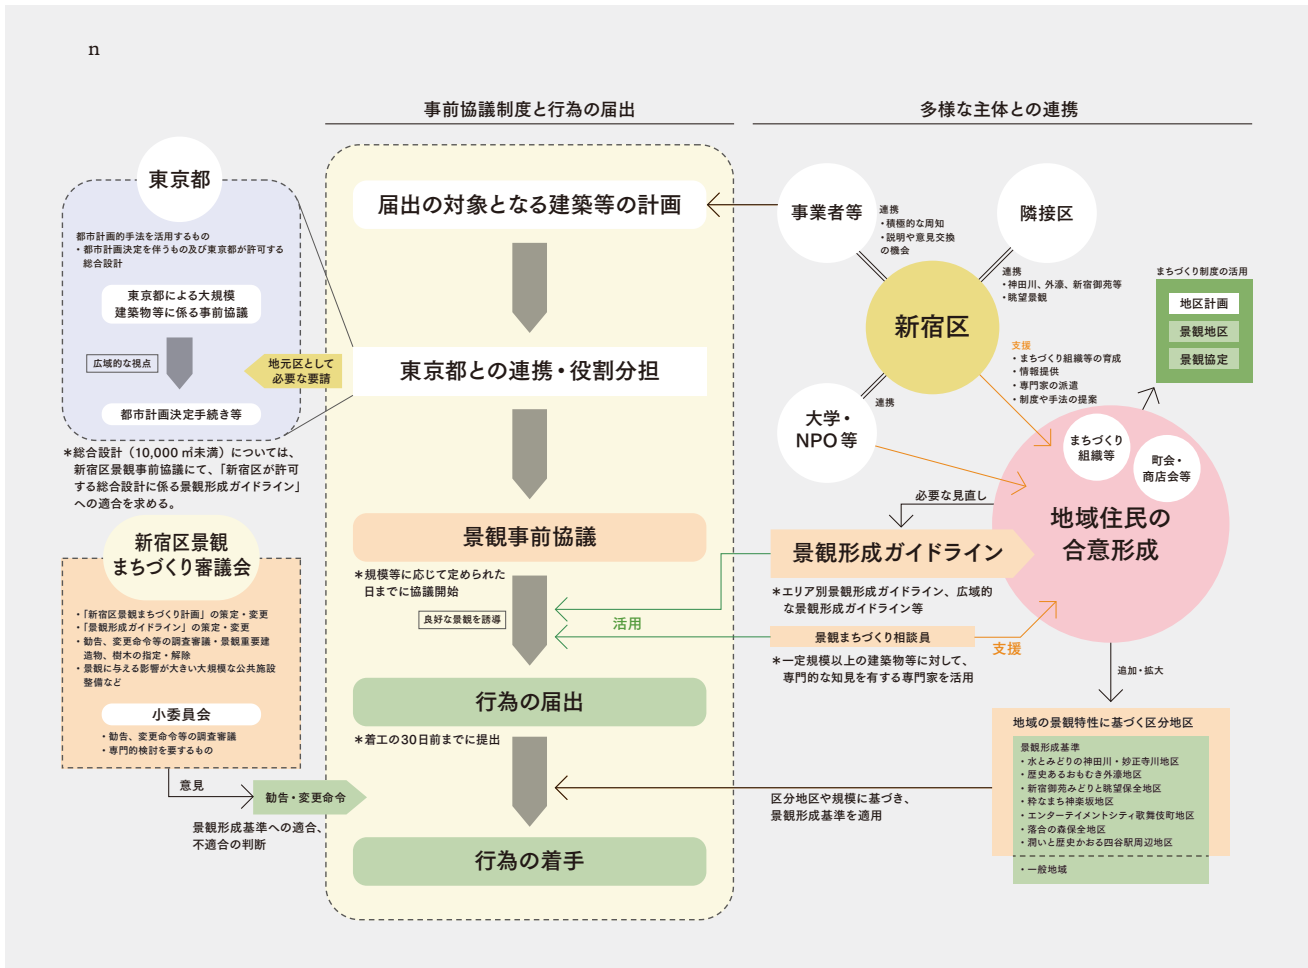 n
事前協議制度と行為の届出
多様な主体との連携
東京都
都市計画的手法を活用するもの
・都市計画決定を伴うもの及び東京都が許可する
総合設計
東京都による大規模
建築物等に係る事前協議
広域的な視点
都市計画決定手続き等
地元区として
必要な要請
＊総合設計（10,000 ㎡未満）については、
新宿区景観事前協議にて、「新宿区が許可
する総合設計に係る景観形成ガイドライン」
への適合を求める。
新宿区景観
まちづくり審議会
・「新宿区景観まちづくり計画」の策定・変更
・「景観形成ガイドライン」の策定・変更
・勧告、変更命令等の調査審議・景観重要建
造物、樹木の指定・解除
・景観に与える影響が大きい大規模な公共施設
整備など
小委員会
・勧告、変更命令等の調査審議
・専門的検討を要するもの
意見
勧告・変更命令
景観形成基準への適合、
不適合の判断
届出の対象となる建築等の計画
東京都との連携・役割分担
景観事前協議
＊規模等に応じて定められた
日までに協議開始
良好な景観を誘導
活用
行為の届出
＊着工の30日前までに提出
行為の着手
事業者等
連携
・積極的な周知
・説明や意見交換
の機会
隣接区
連携
・神田川、外濠、新宿御苑等
・眺望景観
新宿区
まちづくり制度の活用
地区計画
景観地区
景観協定
支援
・まちづくり組織等の育成
・情報提供
・専門家の派遣
・制度や手法の提案
大学・
NPO 等
連携
まちづくり
組織等
町会・
商店会等
地域住民の
合意形成
必要な見直し
景観形成ガイドライン
＊エリア別景観形成ガイドライン、広域的
な景観形成ガイドライン等
景観まちづくり相談員
支援
＊一定規模以上の建築物等に対して、
専門的な知見を有する専門家を活用
追加・拡大
地域の景観特性に基づく区分地区
景観形成基準
・水とみどりの神田川・妙正寺川地区
・歴史あるおもむき外濠地区
・新宿御苑みどりと眺望保全地区
・粋なまち神楽坂地区
・エンターテイメントシティ歌舞伎町地区
・落合の森保全地区
・潤いと歴史かおる四谷駅周辺地区
・一般地域
区分地区や規模に基づき、
景観形成基準を適用